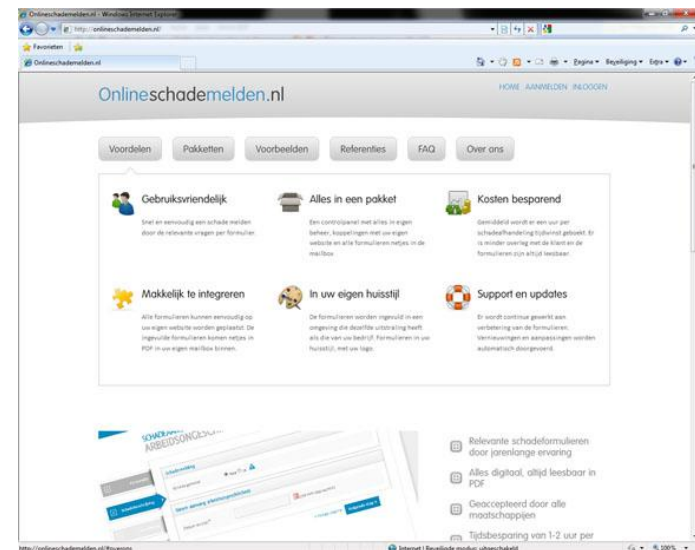 Onlineschademelden.nl - Windows Internet Explorer
http://onlineschademelden.nl/
Favorieten
Onlineschademelden.nl
Pagina Beveiliging Extra
Onlineschademelden.nl
HOME AANMELDEN INLOGGEN
Voordelen Pakketten Voorbeelden Referenties FAQ Over ons
Gebruiksvriendelijk
Snel en eenvoudig een schade melden
door de relevante vragen per formulier.
Alles in een pakket
Een controlpanel met alles in eigen
beheer, koppelingen met uw eigen
website en alle formulieren netjes in de
mailbox
Kosten besparend
Gemiddeld wordt er een uur per
schadeafhandeling tijdwinst geboekt. Er
is minder overleg met de klant en de
formulieren zijn altijd leesbaar.
Makkelijk te integreren
Alle formulieren kunnen eenvoudig op
uw eigen website worden geplaatst. De
ingevulde formulieren komen netjes in
PDF in uw eigen mailbox binnen.
In uw eigen huisstijl
De formulieren worden ingevuld in een
omgeving die dezelfde uitstraling heeft
als die van uw bedrijf. Formulieren in uw
huisstijl, met uw logo.
Support en updates
Er wordt continue gewerkt aan
verbetering van de formulieren.
Vernieuwingen en aanpassingen worden
automatisch doorgevoerd.
Relevante schadeformulieren
door jarenlange ervaring
Alles digitaal, altijd leesbaar in
PDF
Geaccepteerd door alle
maatschappijen
Tijdsbesparing van 1-2 uur per
http://onlineschademelden.nl/#overons
Internet | Beveiligde modus: uitgeschakeld
100%